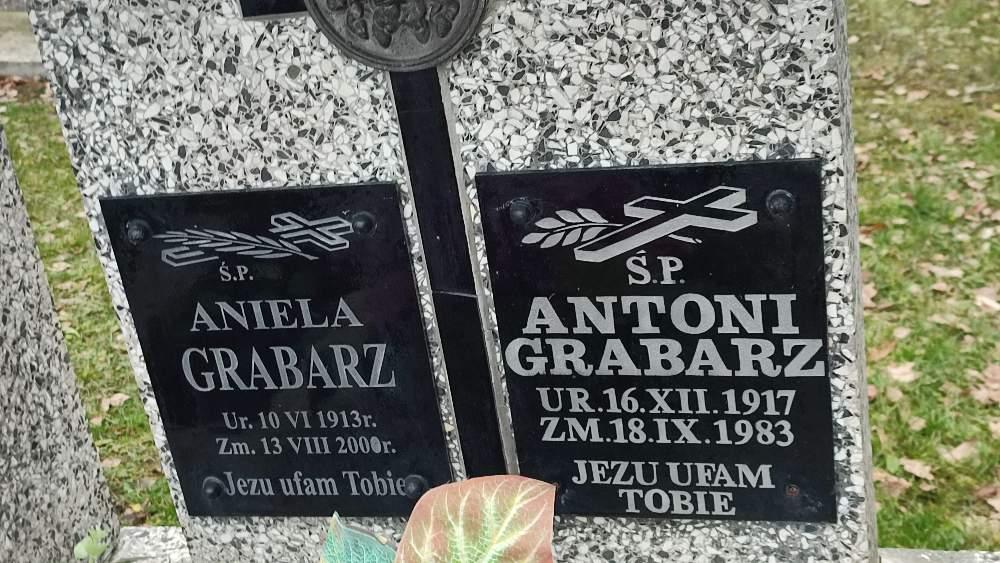 Ś.P.
ANIELA
GRABARZ
Ur. 10 VI 1913r.
Zm. 13 VIII 2000r.
Jezu ufam Tobie
Ś.P.
ANTONI
GRABARZ
UR.16.XII.1917
ZM.18.IX.1983
JEZU UFAM
TOBIE